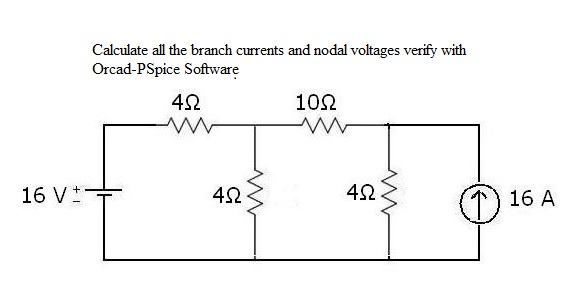 Calculate all the branch currents and nodal voltages verify with
Orcad-PSpice Software
4Ω
10Ω
16 V + -
4Ω
4Ω
16 A